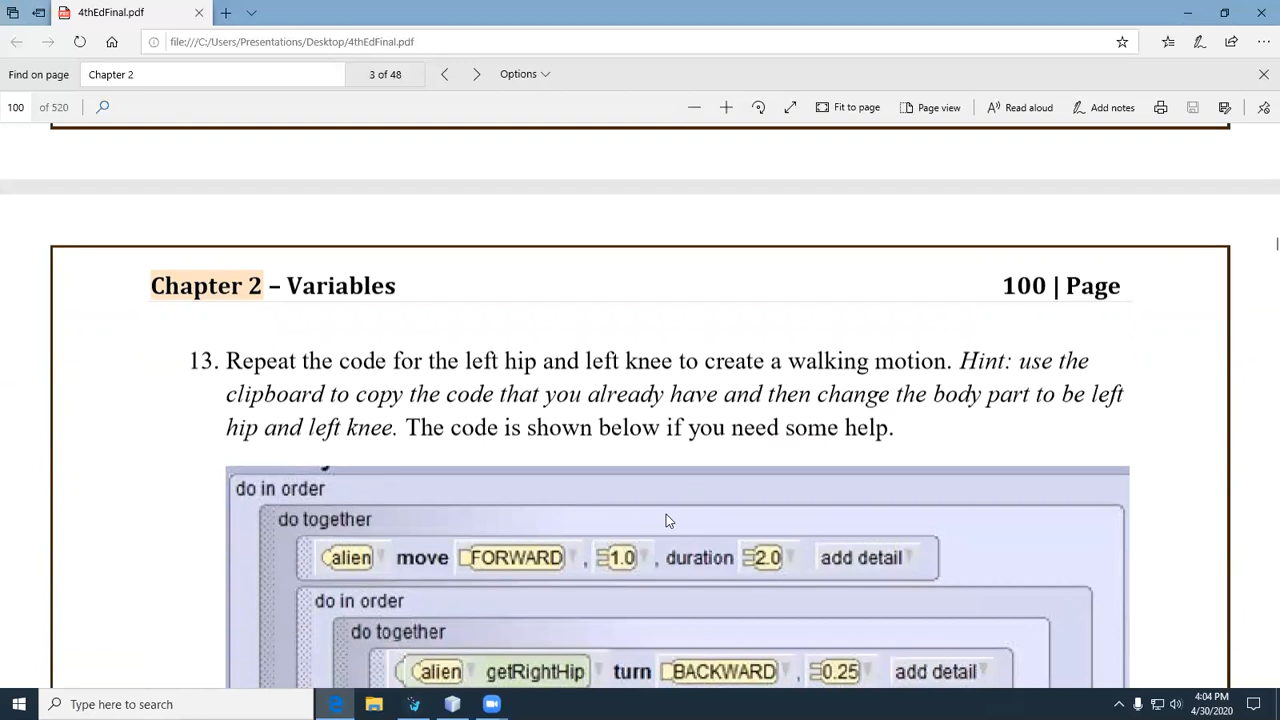 4thEdFinal.pdf
file:///C:/Users/Presentations/Desktop/4thEdFinal.pdf
Find on page Chapter 2 3 of 48 Options
100 of 520 Fit to page Page view Read aloud Add notes
Chapter 2 – Variables 100 | Page
13. Repeat the code for the left hip and left knee to create a walking motion. Hint: use the
clipboard to copy the code that you already have and then change the body part to be left
hip and left knee. The code is shown below if you need some help.
do in order
do together
alien move FORWARD , 1.0 , duration 2.0 add detail
do in order
do together
alien getRightHip turn BACKWARD , 0.25 add detail
Type here to search
4:04 PM
4/30/2020